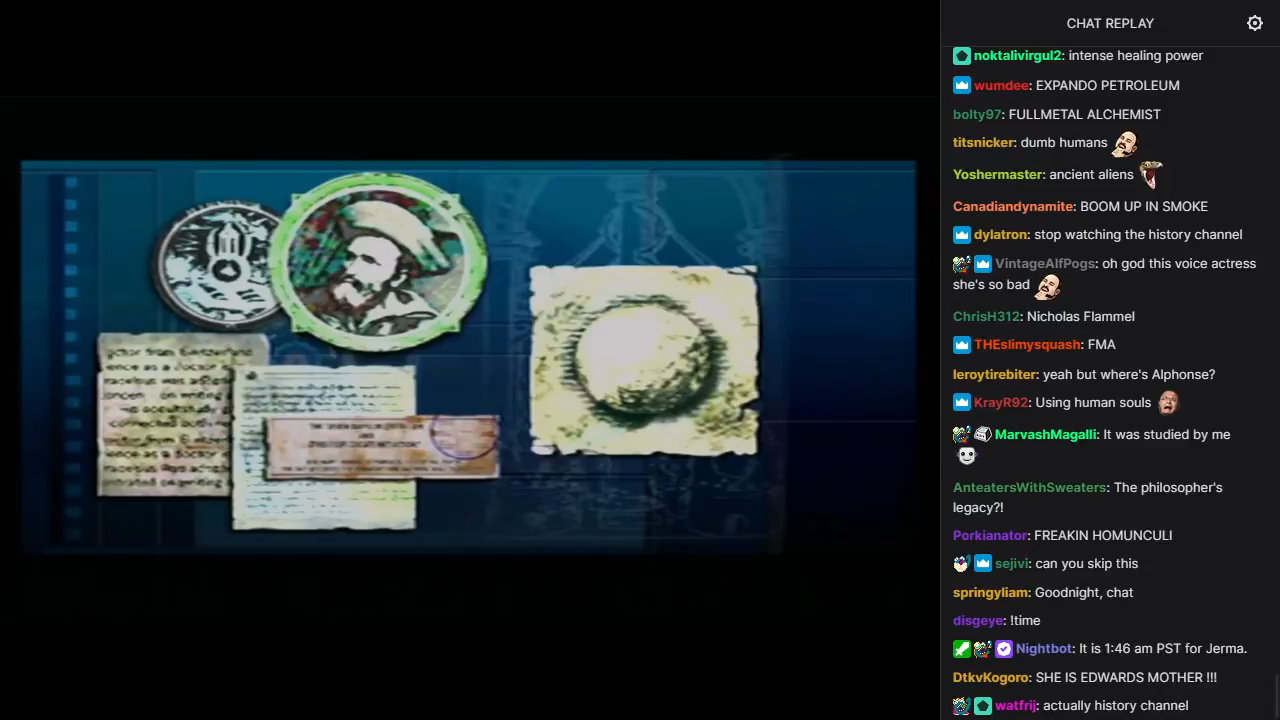 CHAT REPLAY
noktalivirgul2: intense healing power
wumdee: EXPANDO PETROLEUM
bolty97: FULLMETAL ALCHEMIST
titsnicker: dumb humans
Yoshermaster: ancient aliens
Canadiandynamite: BOOM UP IN SMOKE
dylatron: stop watching the history channel
VintageAlfPogs: oh god this voice actress
she's so bad
ChrisH312: Nicholas Flammel
THEslimysquash: FMA
leroytirebiter: yeah but where's Alphonse?
KrayR92: Using human souls
MarvashMagalli: It was studied by me
AnteatersWithSweaters: The philosopher's
legacy?!
Porkianator: FREAKIN HOMUNCULI
sejivi: can you skip this
springyliam: Goodnight, chat
disgeye: !time
Nightbot: It is 1:46 am PST for Jerma.
DtkvKogoro: SHE IS EDWARDS MOTHER !!!
watfrij: actually history channel